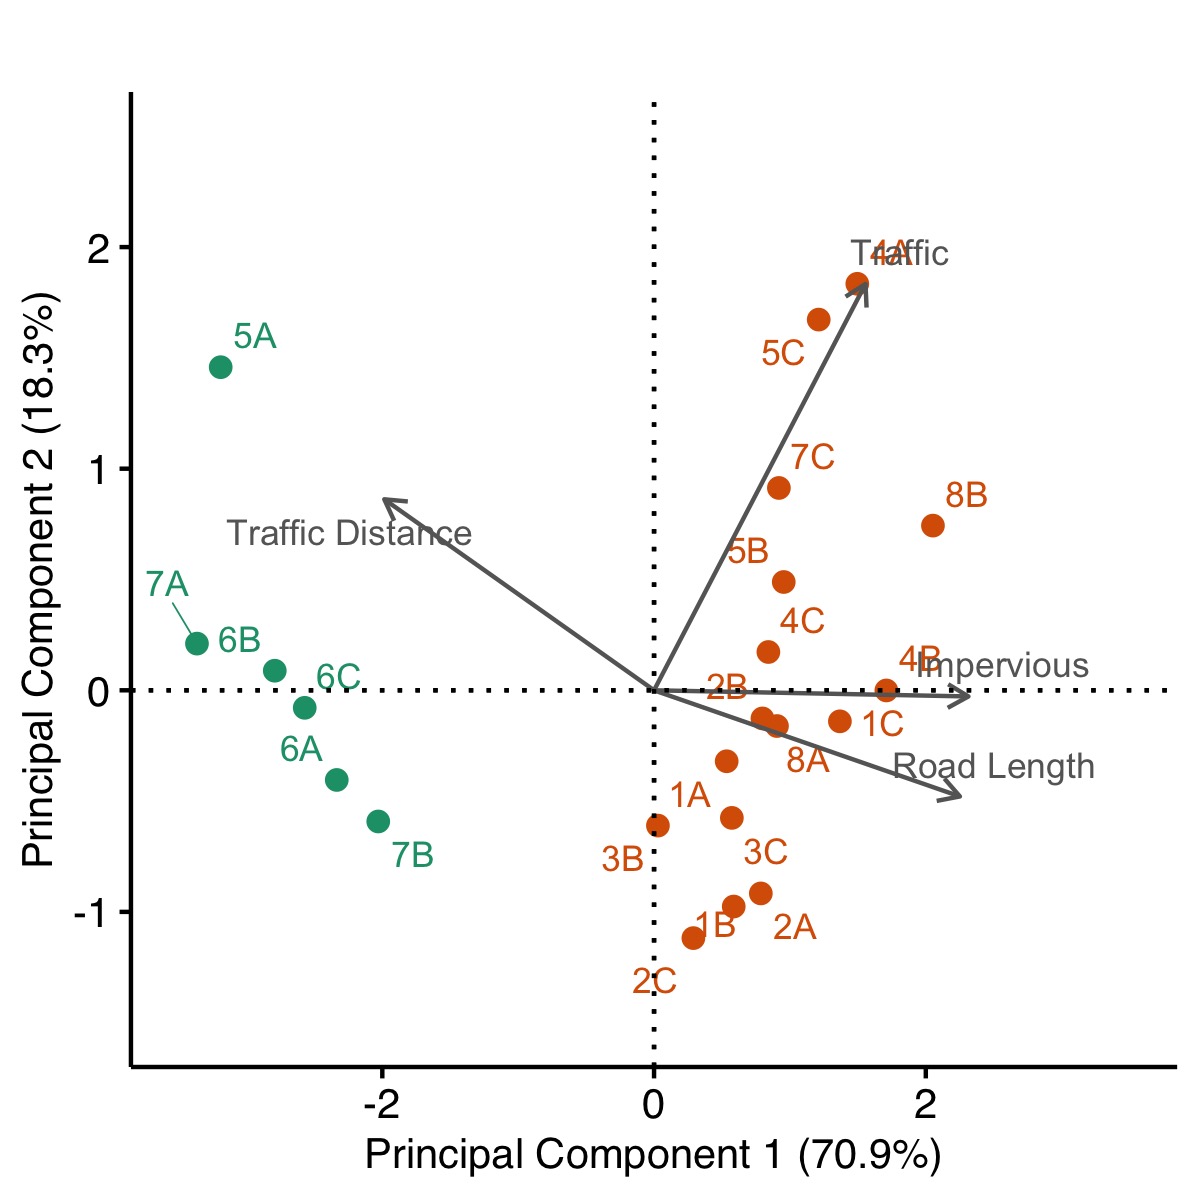 Traffic
4A
2
5A
5C
7C
8B
1
Traffic Distance
5B
7A
4C
6B
4B
Impervious
6C
2B
0
1C
6A
8A
Road Length
1A
7B
3B
3C
-1
1B
2A
2C
-2
0
2
Principal Component 1 (70.9%)
Principal Component 2 (18.3%)